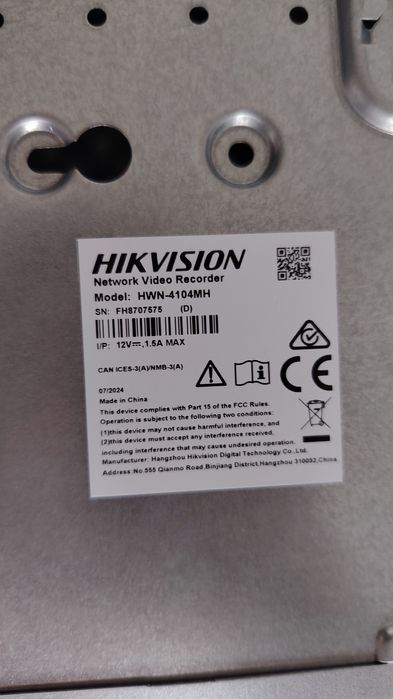 HIKVISION
Network Video Recorder
Model: HWN-4104MH
SN: FH8707575 (D)
I/P: 12V⎓,1.5A MAX
CAN ICES-3(A)/NMB-3(A)
07/2024
Made in China
This device complies with Part 15 of the FCC Rules.
Operation is subject to the following two conditions:
(1)this device may not cause harmful interference, and
(2)this device must accept any interference received,
including interference that may cause undesired operation.
Manufacturer: Hangzhou Hikvision Digital Technology Co.,Ltd.
Address:No.555 Qianmo Road,Binjiang District,Hangzhou 310052,China
CE